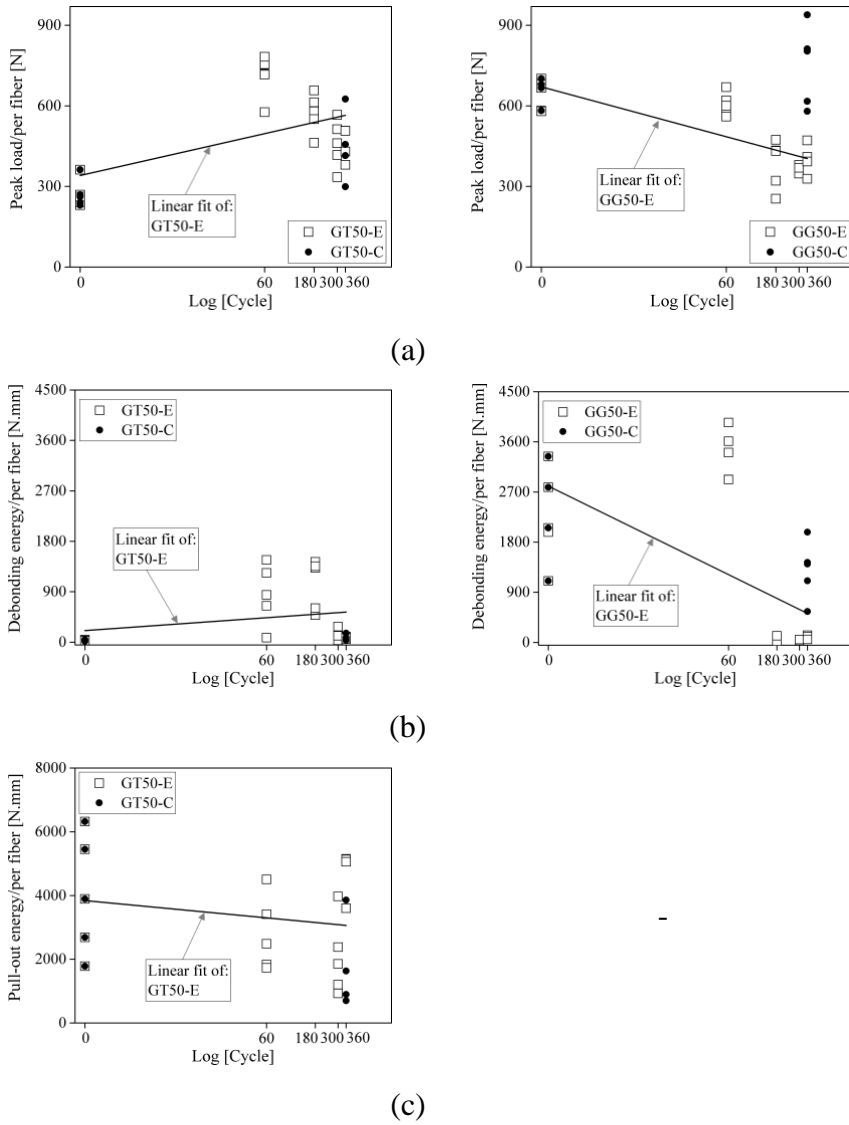 900
600
300
0
Peak load/per fiber [N]
Linear fit of:
GT50-E
GT50-E
GT50-C
0
60
180
300
360
Log [Cycle]
900
600
300
0
Peak load/per fiber [N]
Linear fit of:
GG50-E
GG50-E
GG50-C
0
60
180
300
360
Log [Cycle]
(a)
4500
3600
2700
1800
900
0
Debonding energy/per fiber [N.mm]
GT50-E
GT50-C
Linear fit of:
GT50-E
0
60
180
300
360
Log [Cycle]
4500
3600
2700
1800
900
0
Debonding energy/per fiber [N.mm]
GG50-E
GG50-C
Linear fit of:
GG50-E
0
60
180
300
360
Log [Cycle]
(b)
8000
6000
4000
2000
0
Pull-out energy/per fiber [N.mm]
GT50-E
GT50-C
Linear fit of:
GT50-E
0
60
180
300
360
Log [Cycle]
-
(c)